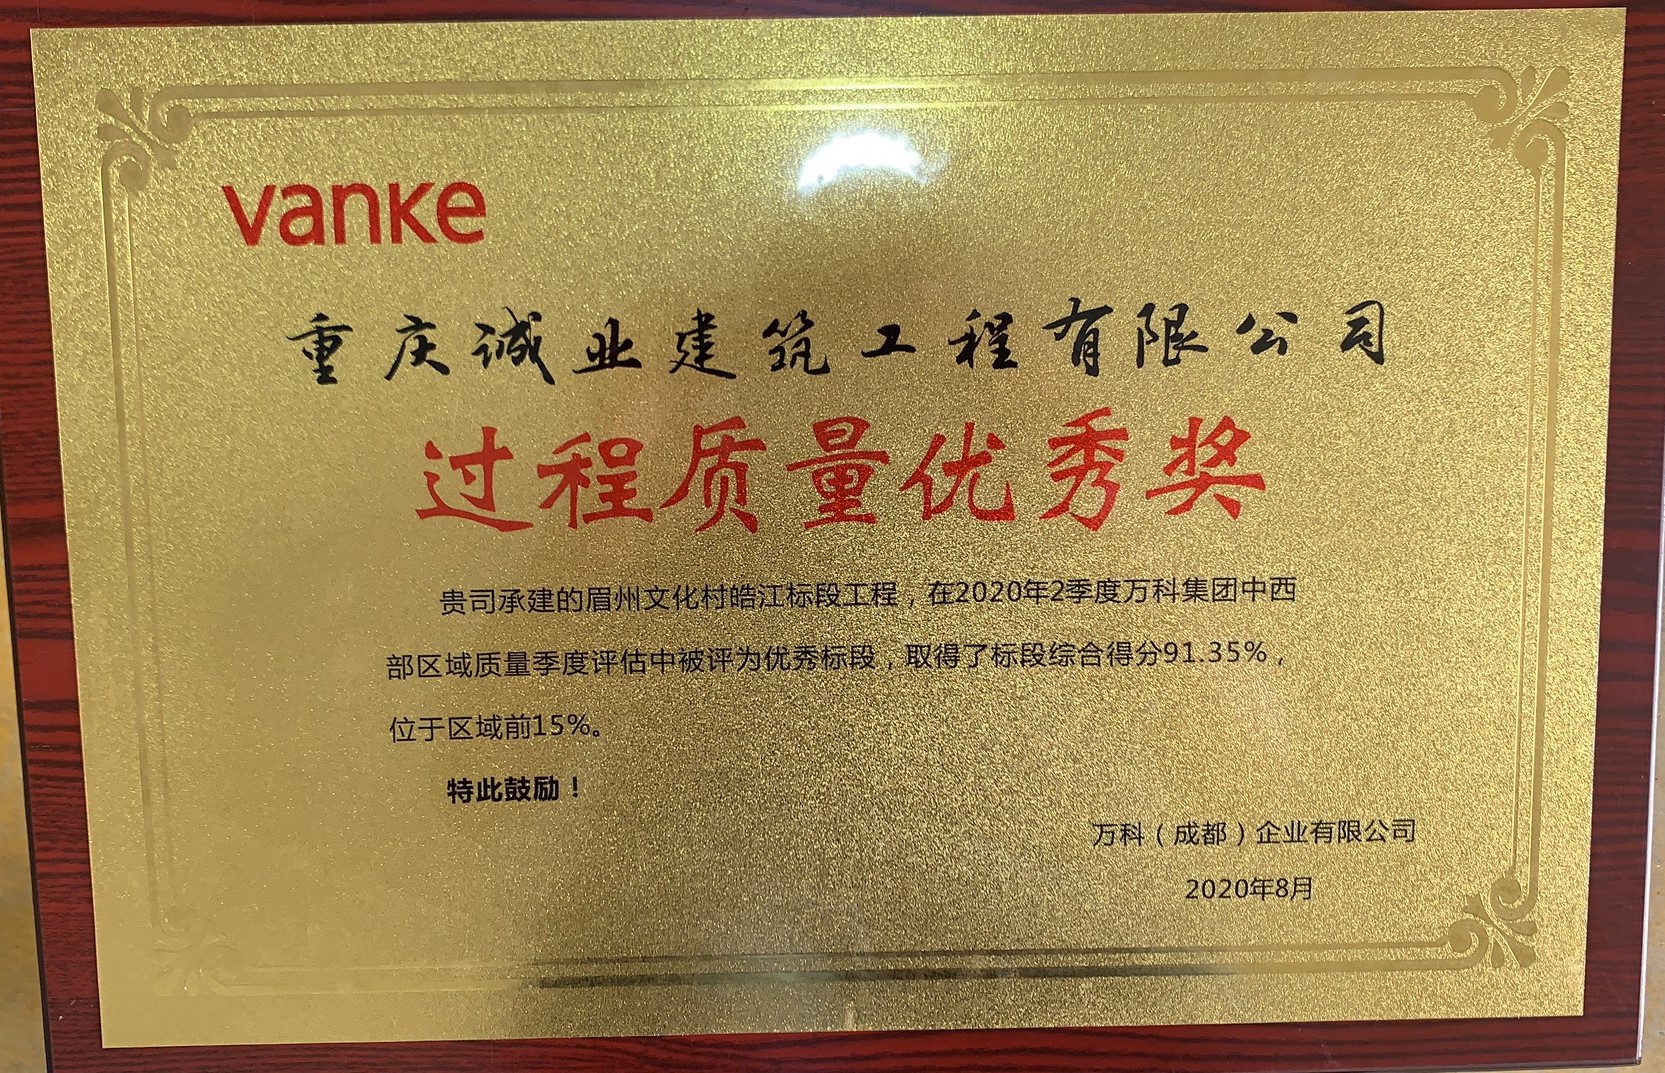 vanke
重庆诚业建筑工程有限公司
过程质量优秀奖
贵司承建的眉州文化村皓江标段工程，在2020年2季度万科集团中西
部区域质量季度评估中被评为优秀标段，取得了标段综合得分91.35%，
位于区域前15%。
特此鼓励！
万科（成都）企业有限公司
2020年8月